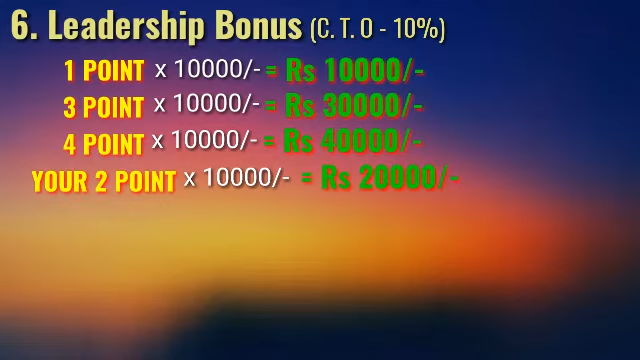 6. Leadership Bonus (C. T. O - 10%)
1 POINT x 10000/- = Rs 10000/-
3 POINT x 10000/- = Rs 30000/-
4 POINT x 10000/- = Rs 40000/-
YOUR 2 POINT x 10000/- = Rs 20000/-